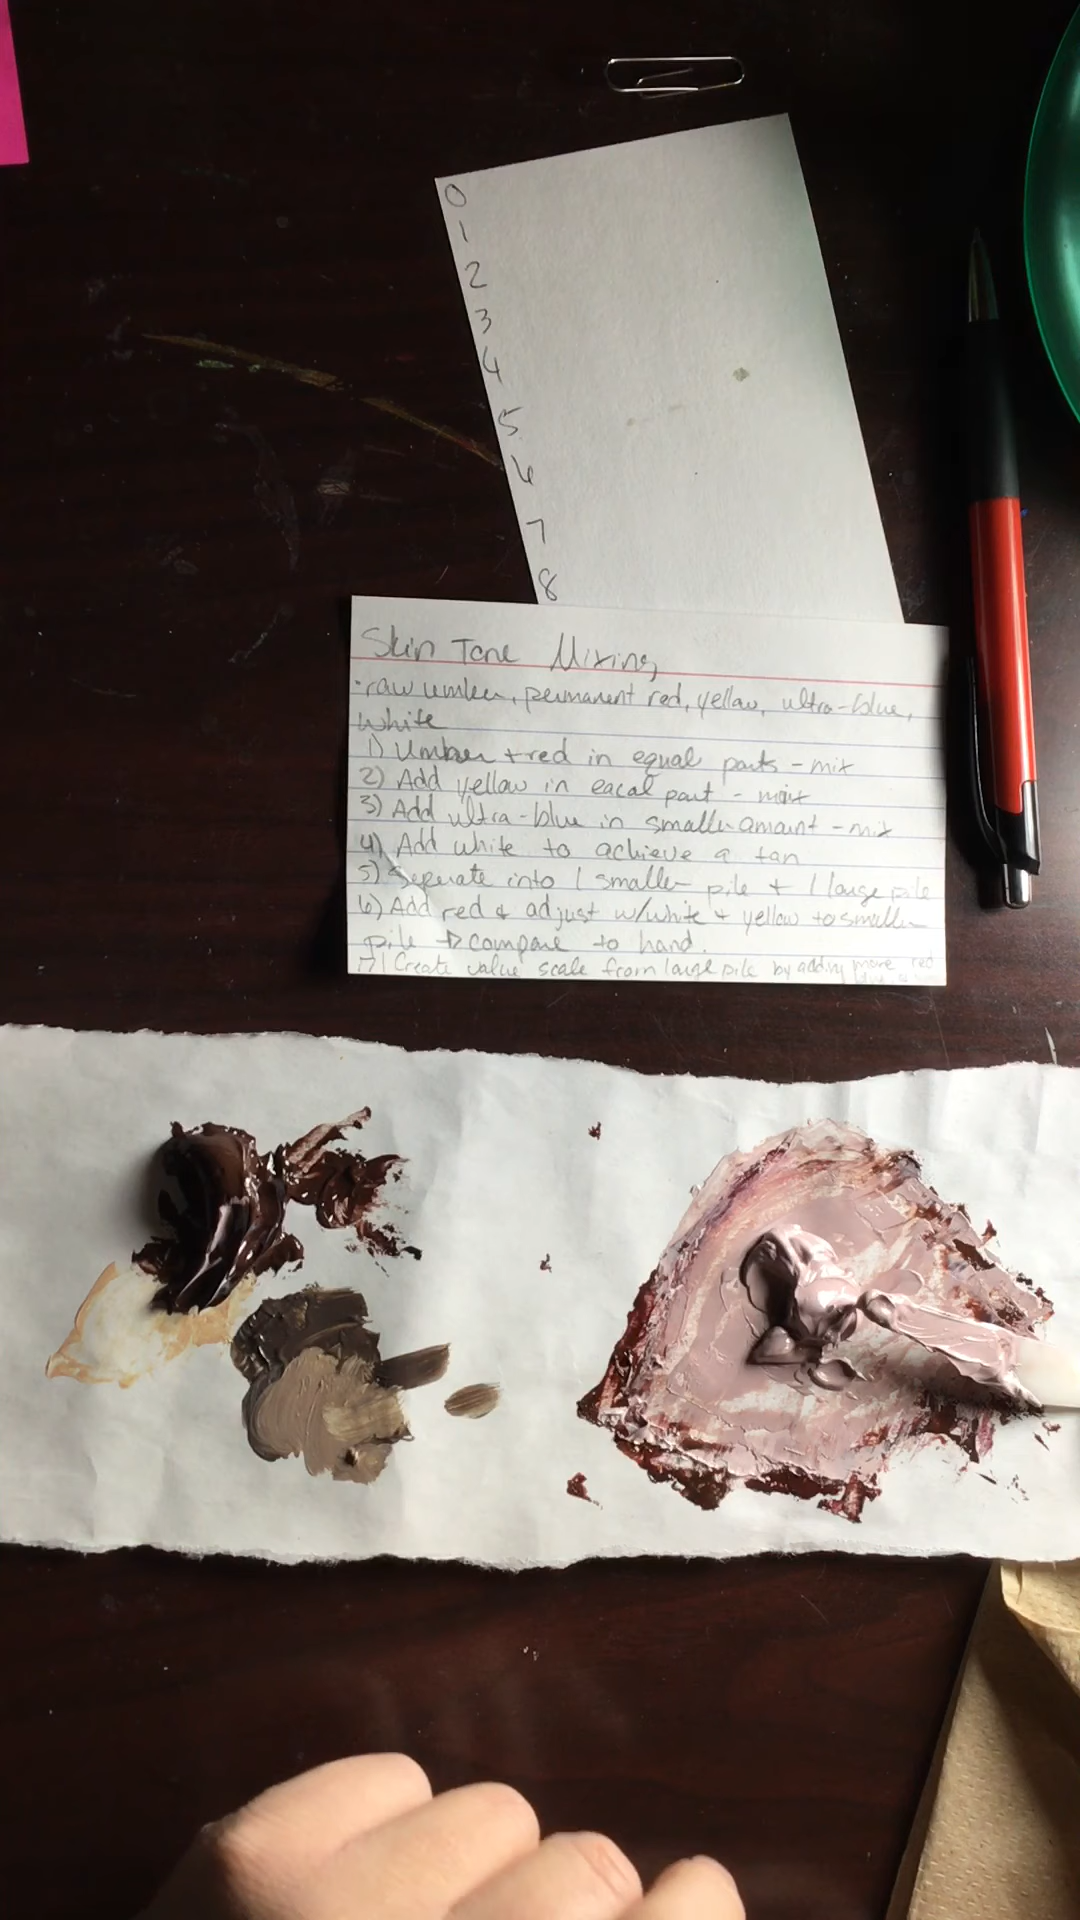 0
1
2
3
4
5
6
7
8
Skin Tone Mixing
·raw umber, permanent red, yellow, ultra-blue,
white
1) Umber + red in equal parts - mix
2) Add yellow in eacal part - mix
3) Add ultra-blue in smaller amount - mix
4) Add white to achieve a tan
5) Seperate into 1 smaller pile + 1 large pile
6) Add red & adjust w/white + yellow to smaller
pile → compare to hand.
7) Create value scale from large pile by adding more red